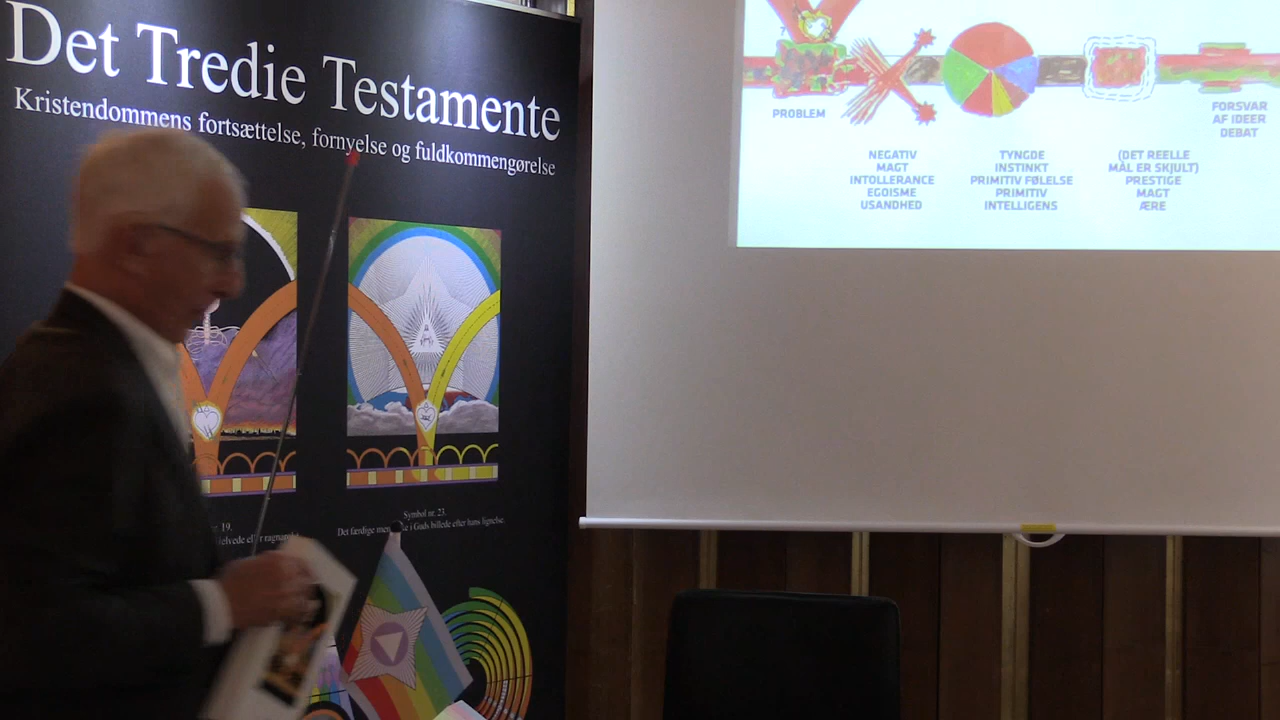 Det Tredie Testamente
Kristendommens fortsættelse, fornyelse og fuldkommengørelse
nr. 19.
Symbol nr. 23.
Det færdige i Guds billede efter hans lignelse.
PROBLEM
NEGATIV
MAGT
INTOLLERANCE
EGOISME
USANDHED
TYNGDE
INSTINKT
PRIMITIV FØLELSE
PRIMITIV
INTELLIGENS
(DET REELLE
MÅL ER SKJULT)
PRESTIGE
MAGT
ÆRE
FORSVAR
AF IDEER
DEBAT